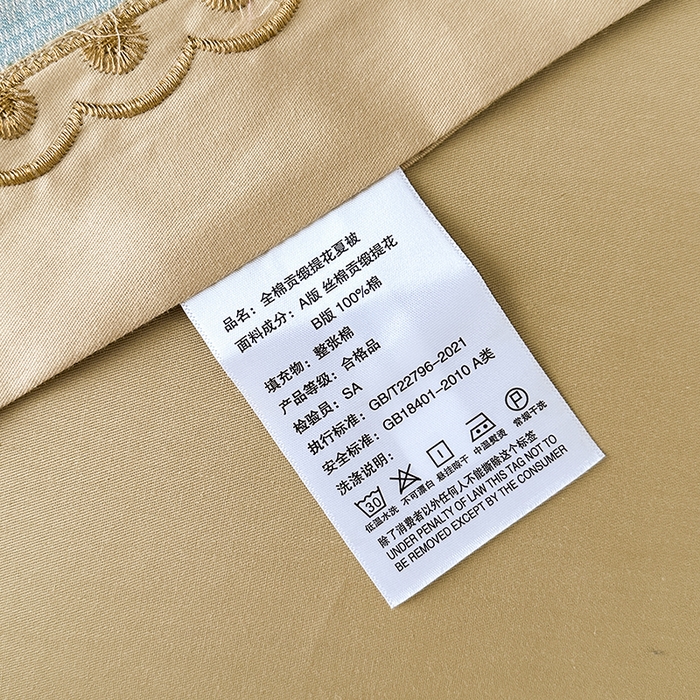 品名：全棉贡缎提花夏被
面料成分：A版 丝棉贡缎提花
B版 100%棉
填充物：整张棉
产品等级：合格品
检验员：SA
执行标准：GB/T22796-2021
安全标准：GB18401-2010 A类
洗涤说明：
30 P
低温水洗 不可漂白 悬挂晾干 中温熨烫 常规干洗
除了消费者以外任何人不能撕除这个标签
UNDER PENALTY OF LAW THIS TAG NOT TO
BE REMOVED EXCEPT BY THE CONSUMER